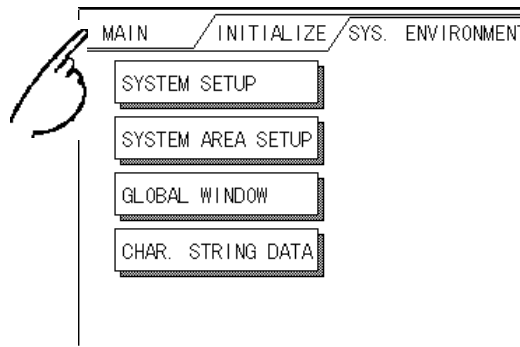 MAIN INITIALIZE SYS. ENVIRONMENT
SYSTEM SETUP
SYSTEM AREA SETUP
GLOBAL WINDOW
CHAR. STRING DATA